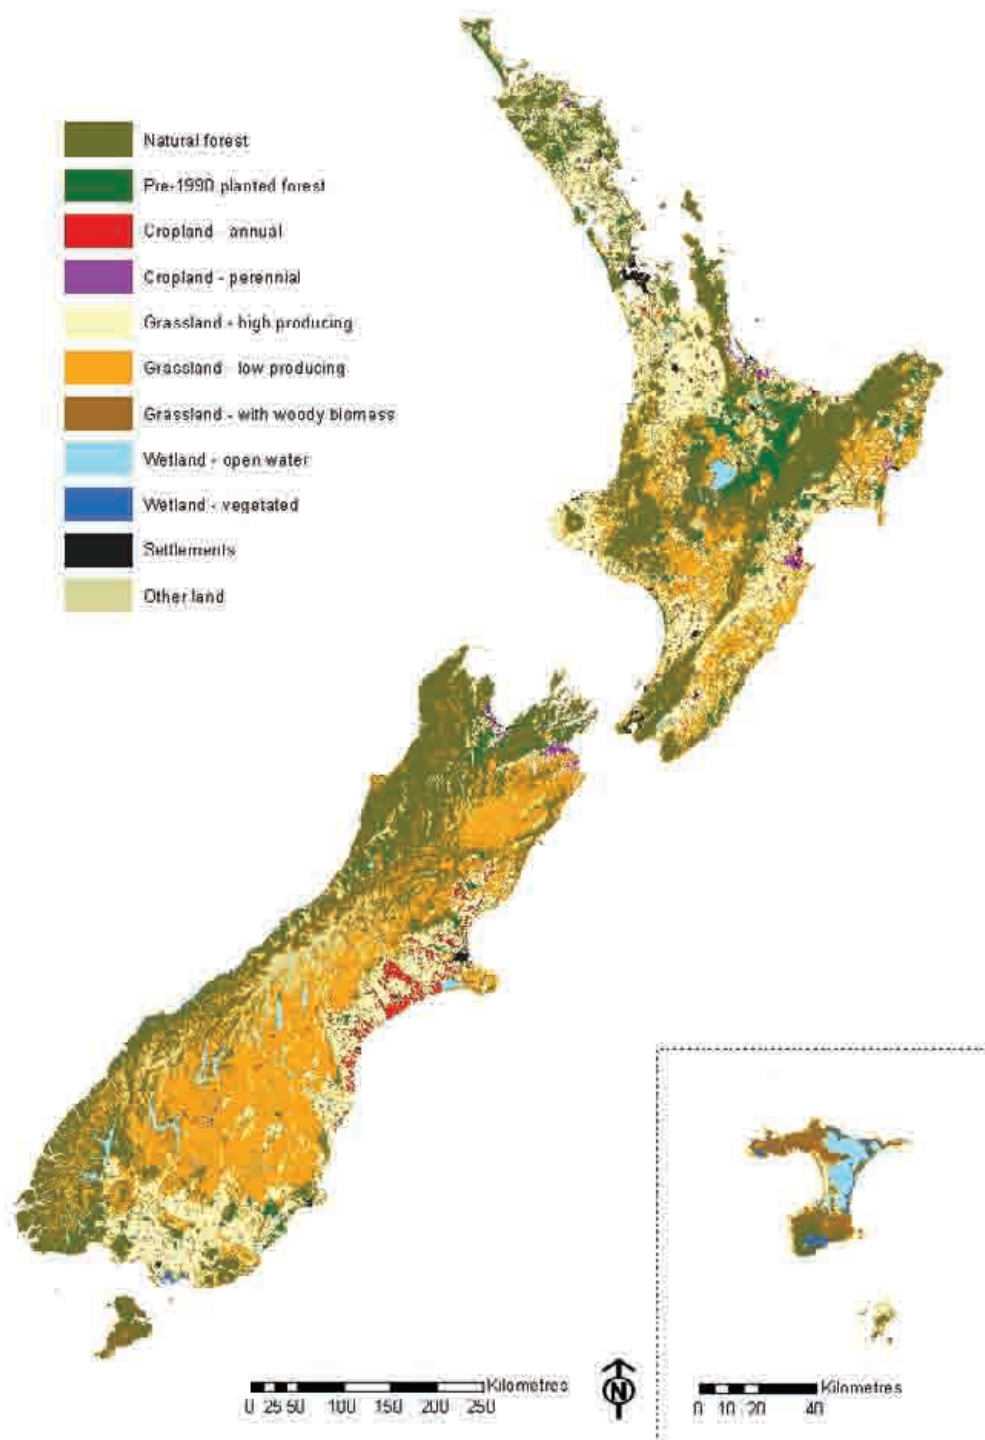 Natural forest
Pre-1990 planted forest
Cropland - annual
Cropland - perennial
Grassland - high producing
Grassland - low producing
Grassland - with woody biomass
Wetland - open water
Wetland - vegetated
Settlements
Other land
Kilometres
0 25 50 100 150 200 250
N
Kilometres
0 10 20 40